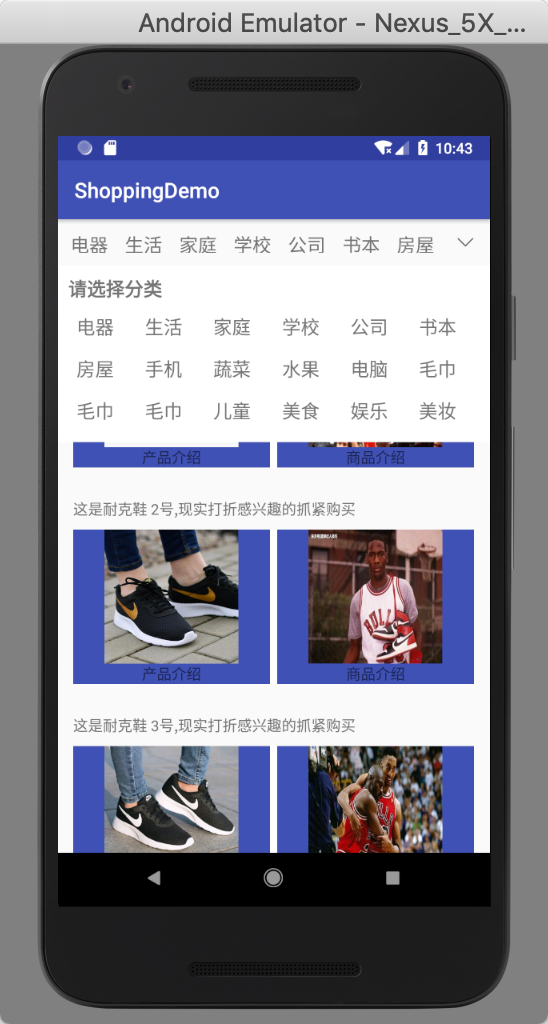 Android Emulator - Nexus_5X_...
10:43
ShoppingDemo
电器 生活 家庭 学校 公司 书本 房屋
请选择分类
电器 生活 家庭 学校 公司 书本
房屋 手机 蔬菜 水果 电脑 毛巾
毛巾 毛巾 儿童 美食 娱乐 美妆
产品介绍 商品介绍
这是耐克鞋 2号,现实打折感兴趣的抓紧购买
BULL
产品介绍 商品介绍
这是耐克鞋 3号,现实打折感兴趣的抓紧购买